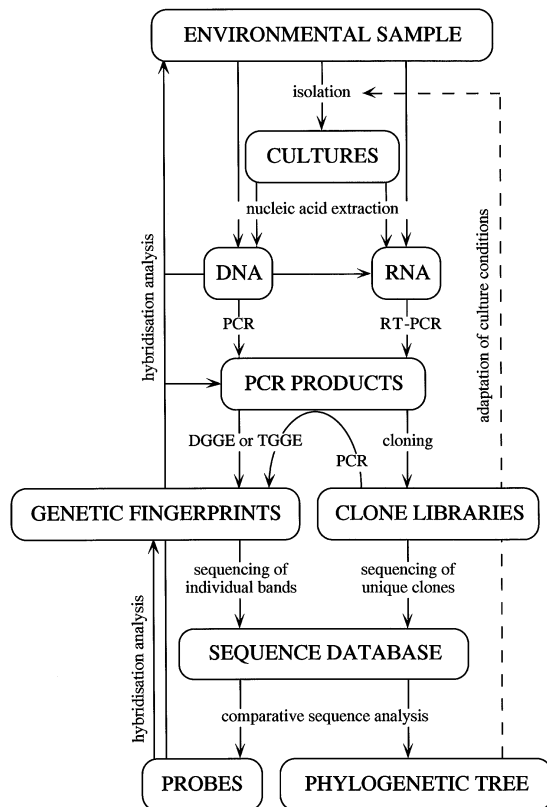 ENVIRONMENTAL SAMPLE
isolation
CULTURES
nucleic acid extraction
DNA
RNA
PCR
RT-PCR
PCR PRODUCTS
DGGE or TGGE
cloning
PCR
GENETIC FINGERPRINTS
CLONE LIBRARIES
sequencing of
individual bands
sequencing of
unique clones
SEQUENCE DATABASE
comparative sequence analysis
PROBES
PHYLOGENETIC TREE
hybridisation analysis
hybridisation analysis
adaptation of culture conditions